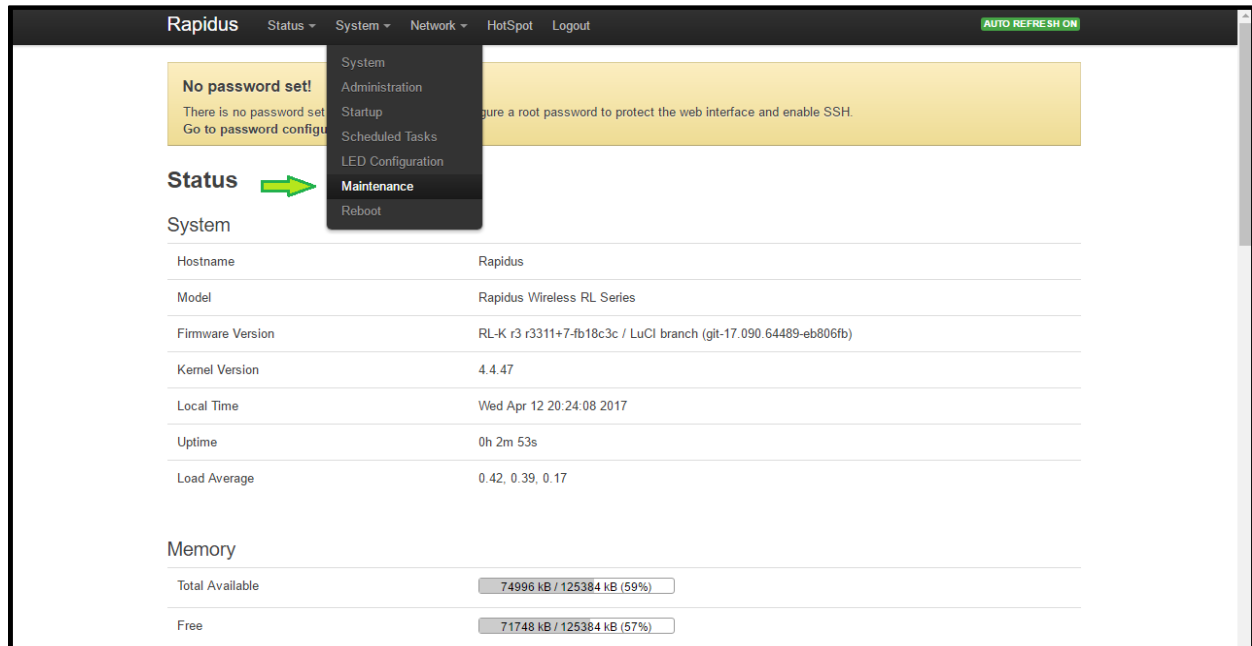 Rapidus Status System Network HotSpot Logout AUTO REFRESH ON
System
Administration
Startup
Scheduled Tasks
LED Configuration
Maintenance
Reboot
No password set!
There is no password set gure a root password to protect the web interface and enable SSH.
Go to password configu
Status
System
Hostname Rapidus
Model Rapidus Wireless RL Series
Firmware Version RL-K r3 r3311+7-fb18c3c / LuCI branch (git-17.090.64489-eb806fb)
Kernel Version 4.4.47
Local Time Wed Apr 12 20:24:08 2017
Uptime 0h 2m 53s
Load Average 0.42, 0.39, 0.17
Memory
Total Available 74996 kB / 125384 kB (59%)
Free 71748 kB / 125384 kB (57%)